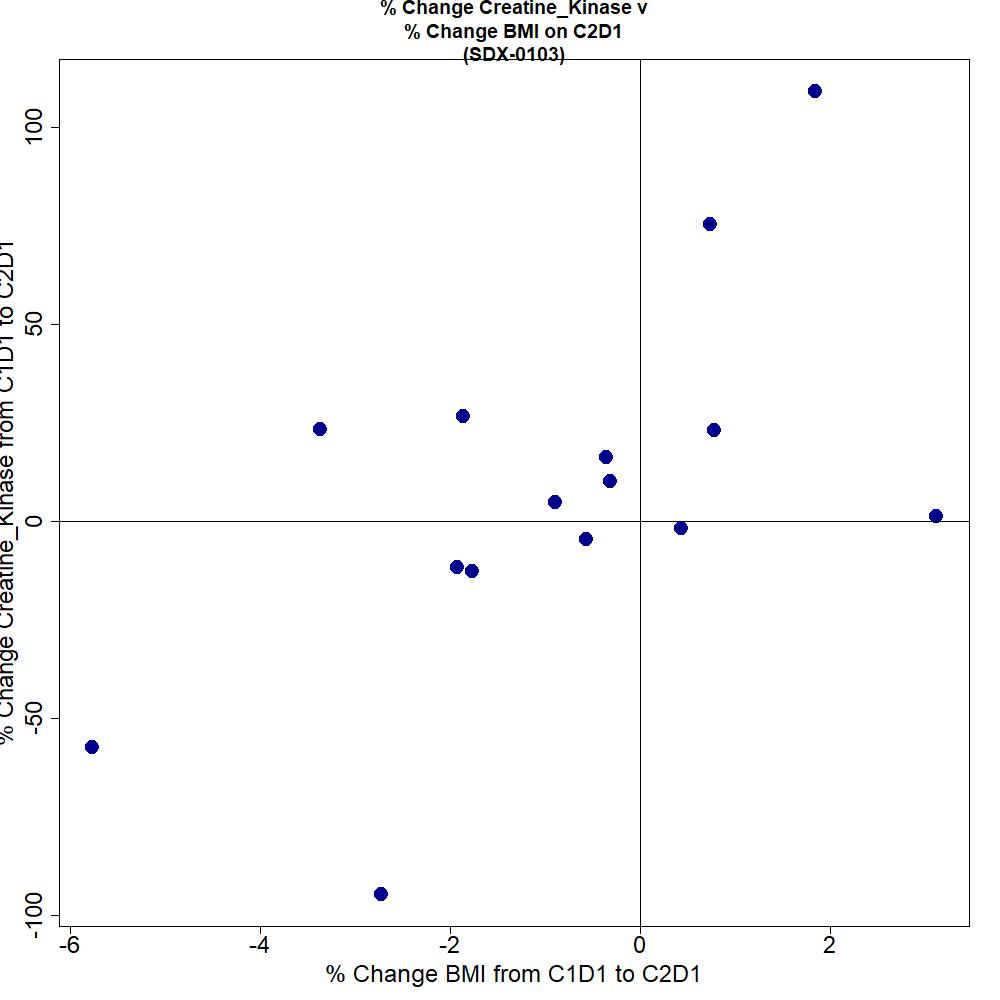 % Change Creatine_Kinase v
% Change BMI on C2D1
(SDX-0103)
% Change Creatine_Kinase from C1D1 to C2D1
100
50
0
-50
-100
-6
-4
-2
0
2
% Change BMI from C1D1 to C2D1